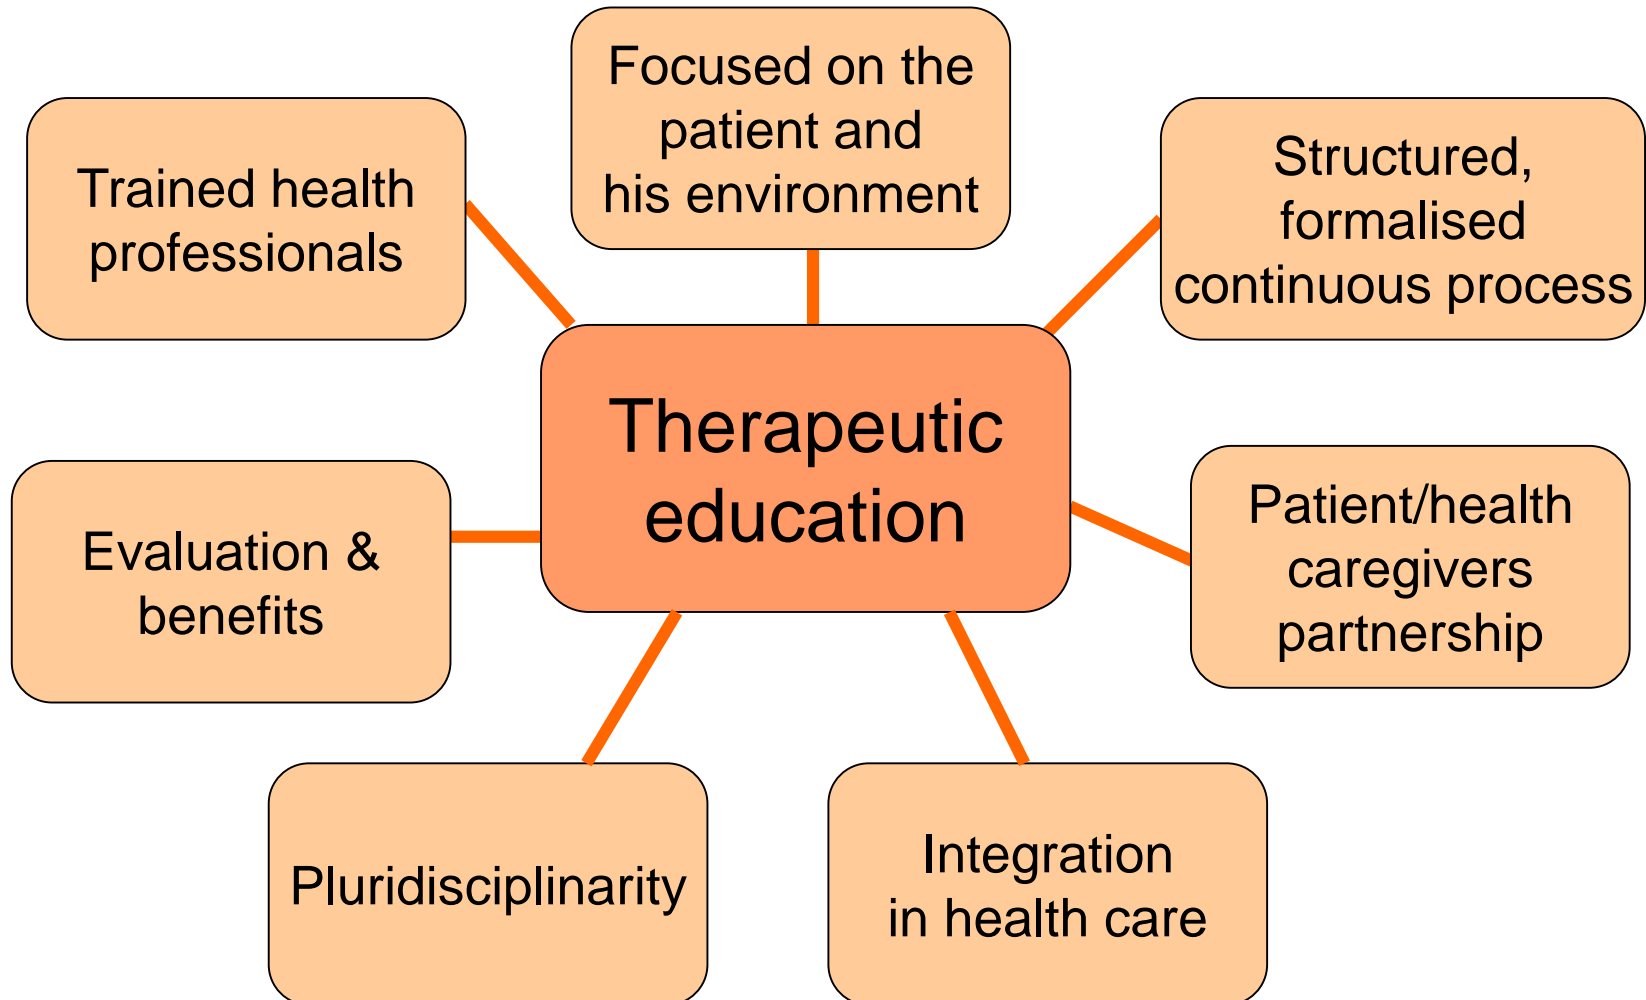 Focused on the
patient and
his environment
Trained health
professionals
Structured,
formalised
continuous process
Therapeutic
education
Evaluation &
benefits
Patient/health
caregivers
partnership
Pluridisciplinarity
Integration
in health care